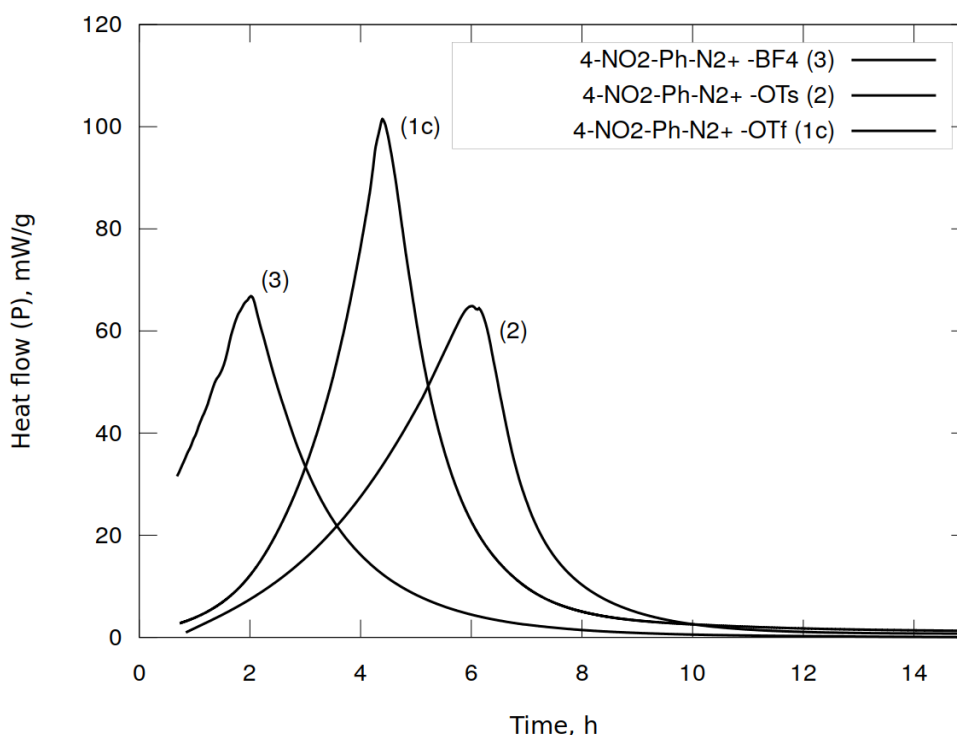 120
100
80
60
40
20
0
Heat flow (P), mW/g
4-NO2-Ph-N2+ -BF4 (3)
4-NO2-Ph-N2+ -OTs (2)
4-NO2-Ph-N2+ -OTf (1c)
(1c)
(3)
(2)
0 2 4 6 8 10 12 14
Time, h